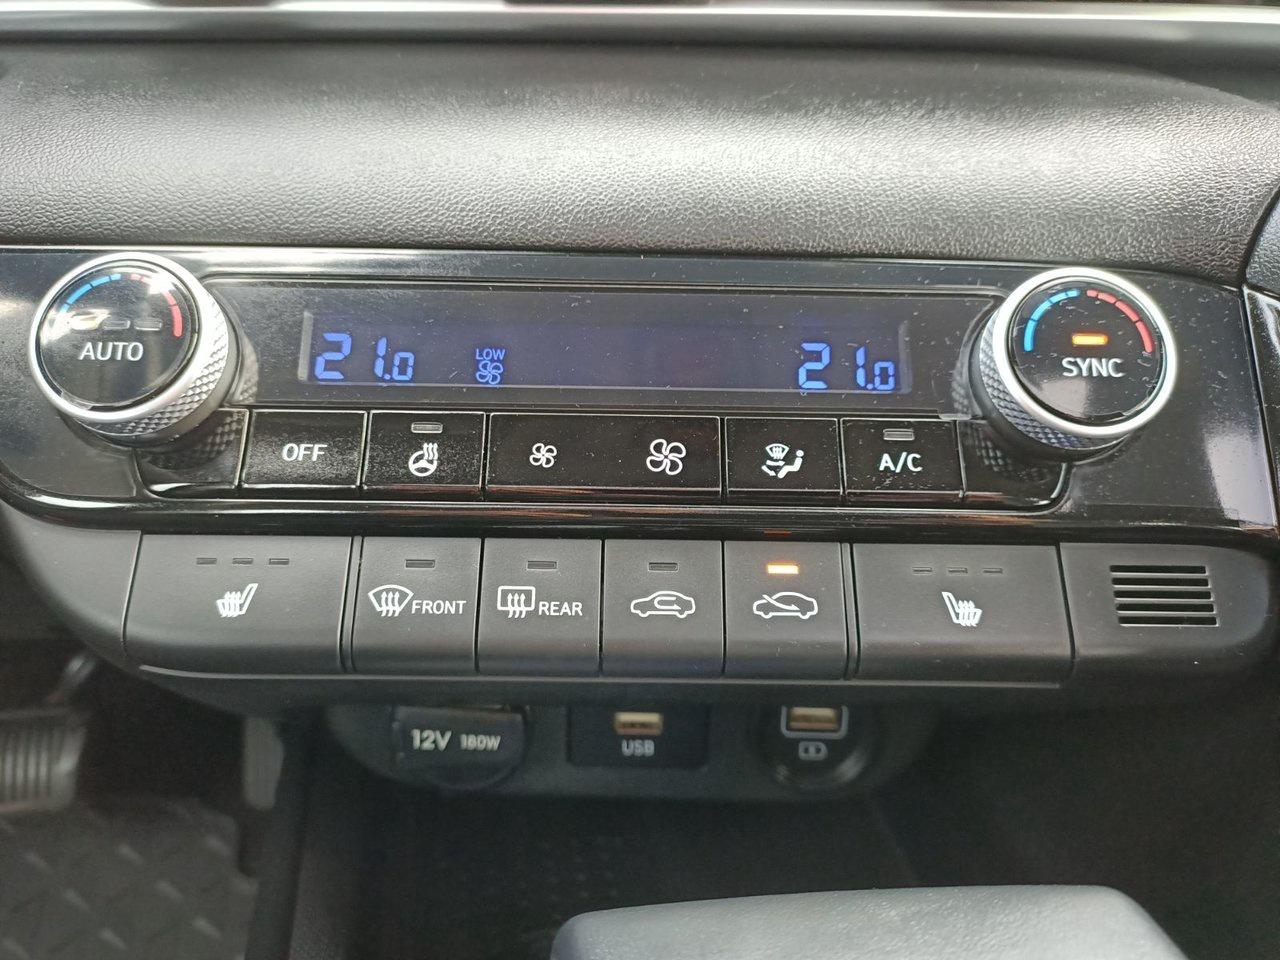 AUTO
21.0
LOW
21.0
SYNC
OFF
A/C
FRONT
REAR
12V 180W
USB